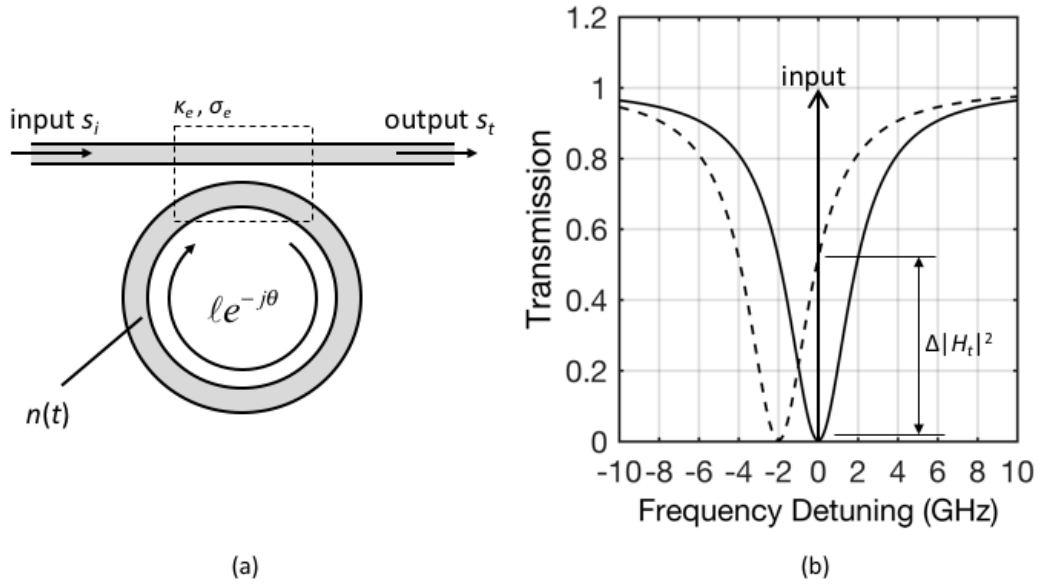 κe, σe
input si
output st
ℓe^{-jθ}
n(t)
(a)
1.2
1
0.8
0.6
0.4
0.2
0
Transmission
input
Δ|Ht|²
-10 -8 -6 -4 -2 0 2 4 6 8 10
Frequency Detuning (GHz)
(b)